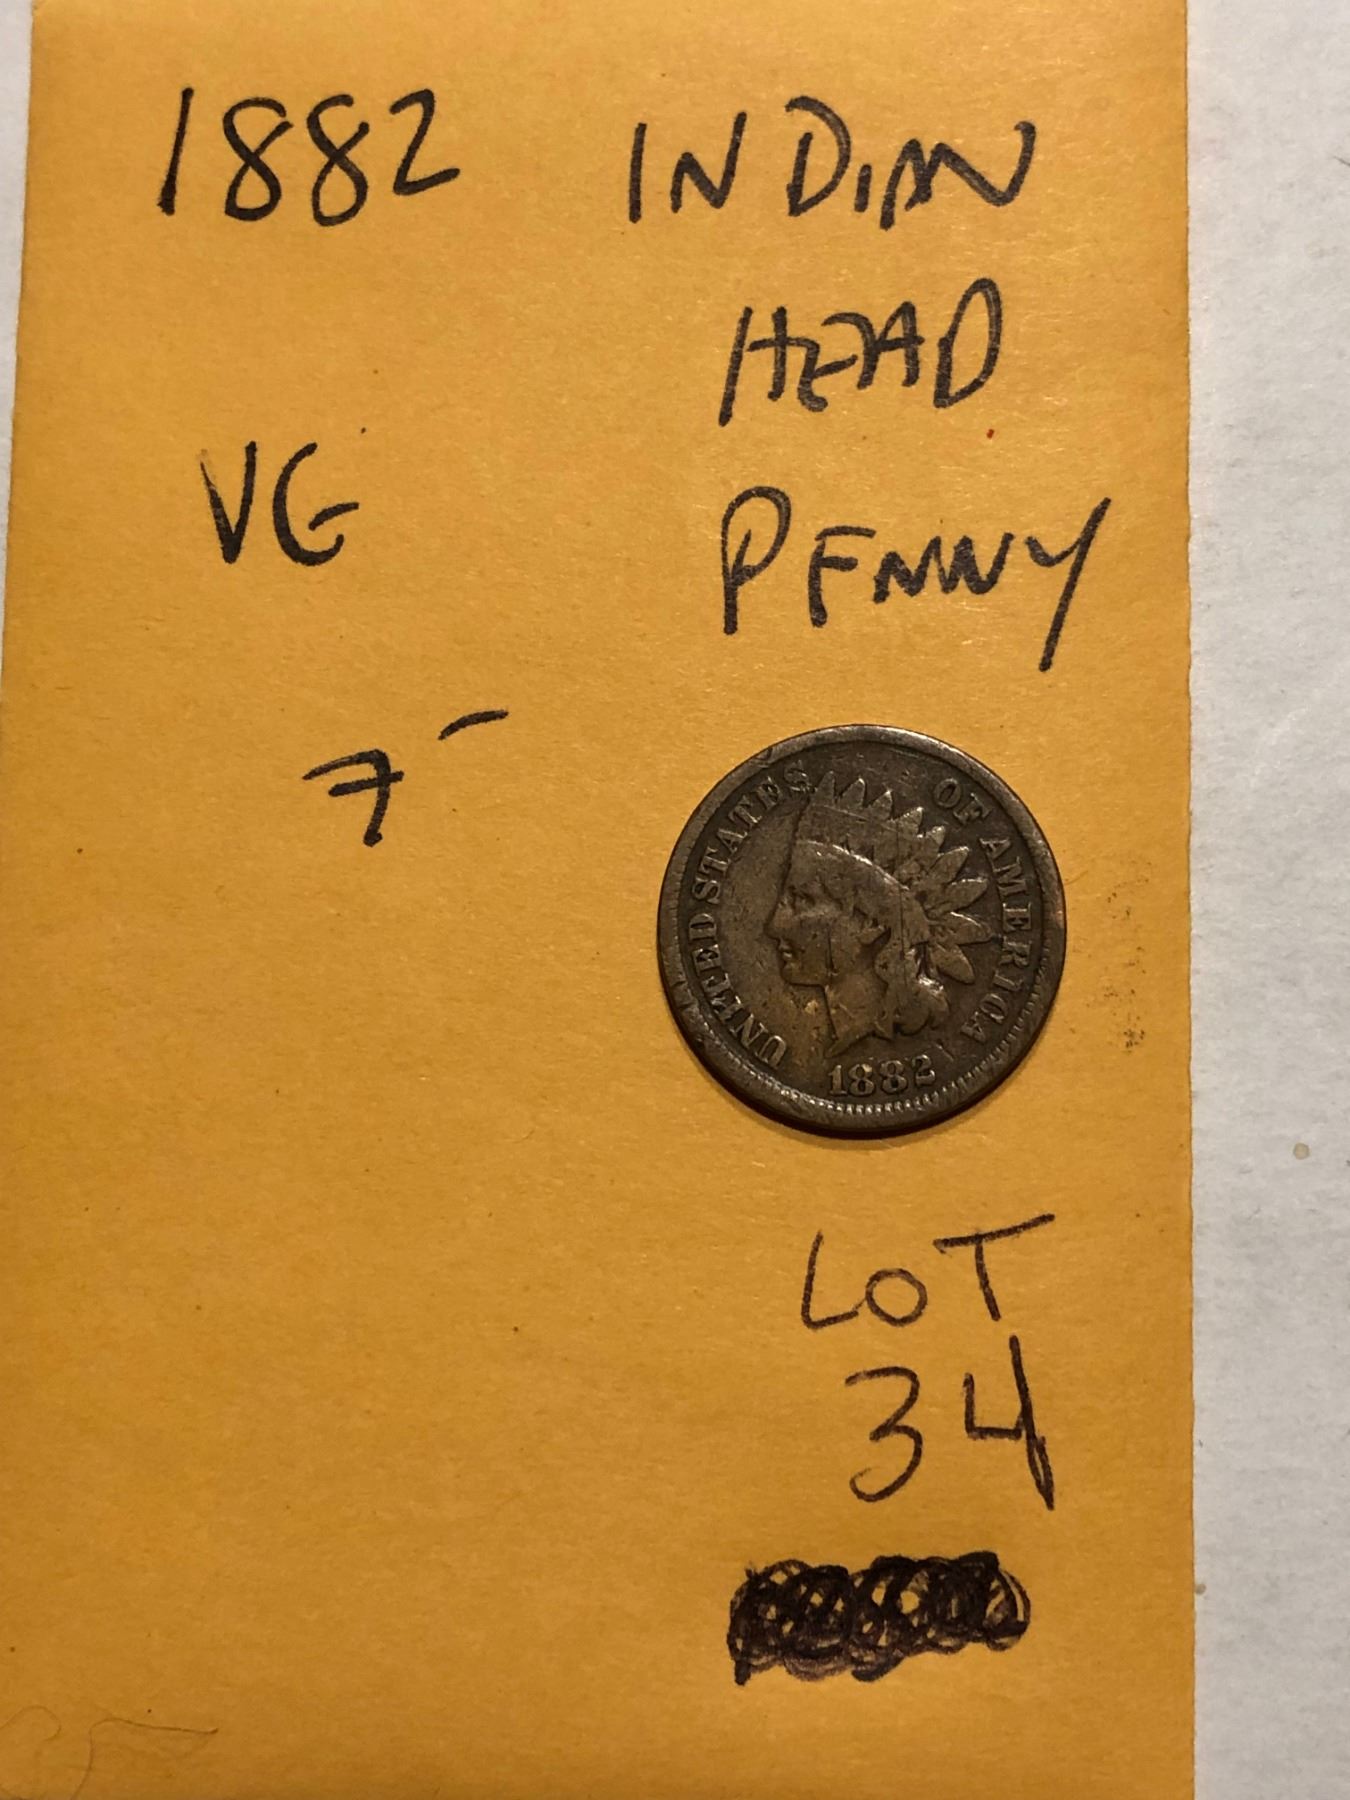 1882 INDIAN
HEAD
VG
PENNY
7-
UNITED STATES OF AMERICA
1882
LOT
34